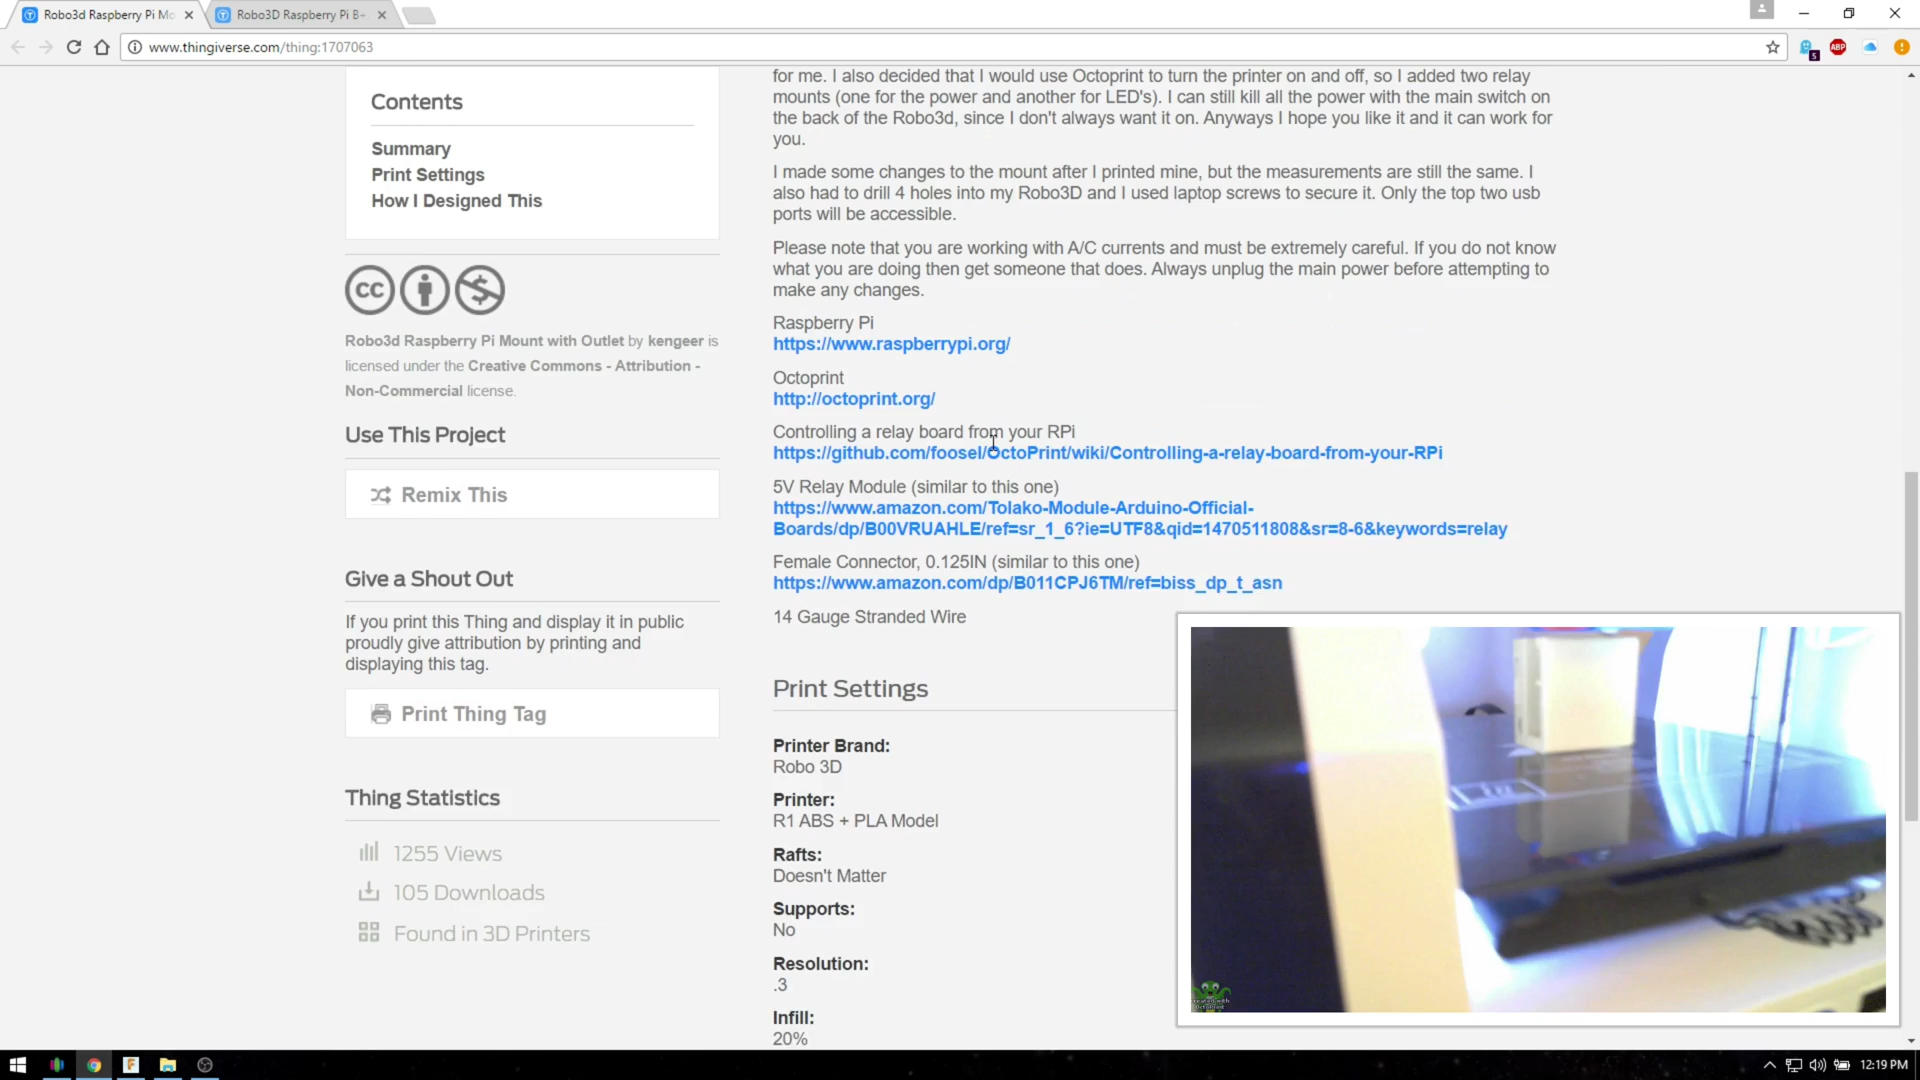 Robo3d Raspberry Pi Mo
Robo3D Raspberry Pi B+
www.thingiverse.com/thing:1707063
5
ABP
Contents
Summary
Print Settings
How I Designed This
cc
Robo3d Raspberry Pi Mount with Outlet by kengeer is
licensed under the Creative Commons - Attribution -
Non-Commercial license.
Use This Project
Remix This
Give a Shout Out
If you print this Thing and display it in public
proudly give attribution by printing and
displaying this tag.
Print Thing Tag
Thing Statistics
1255 Views
105 Downloads
Found in 3D Printers
for me. I also decided that I would use Octoprint to turn the printer on and off, so I added two relay
mounts (one for the power and another for LED's). I can still kill all the power with the main switch on
the back of the Robo3d, since I don't always want it on. Anyways I hope you like it and it can work for
you.
I made some changes to the mount after I printed mine, but the measurements are still the same. I
also had to drill 4 holes into my Robo3D and I used laptop screws to secure it. Only the top two usb
ports will be accessible.
Please note that you are working with A/C currents and must be extremely careful. If you do not know
what you are doing then get someone that does. Always unplug the main power before attempting to
make any changes.
Raspberry Pi
https://www.raspberrypi.org/
Octoprint
http://octoprint.org/
Controlling a relay board from your RPi
https://github.com/foosel/OctoPrint/wiki/Controlling-a-relay-board-from-your-RPi
5V Relay Module (similar to this one)
https://www.amazon.com/Tolako-Module-Arduino-Official-
Boards/dp/B00VRUAHLE/ref=sr_1_6?ie=UTF8&qid=1470511808&sr=8-6&keywords=relay
Female Connector, 0.125IN (similar to this one)
https://www.amazon.com/dp/B011CPJ6TM/ref=biss_dp_t_asn
14 Gauge Stranded Wire
Print Settings
Printer Brand:
Robo 3D
Printer:
R1 ABS + PLA Model
Rafts:
Doesn't Matter
Supports:
No
Resolution:
.3
Infill:
20%
12:19 PM